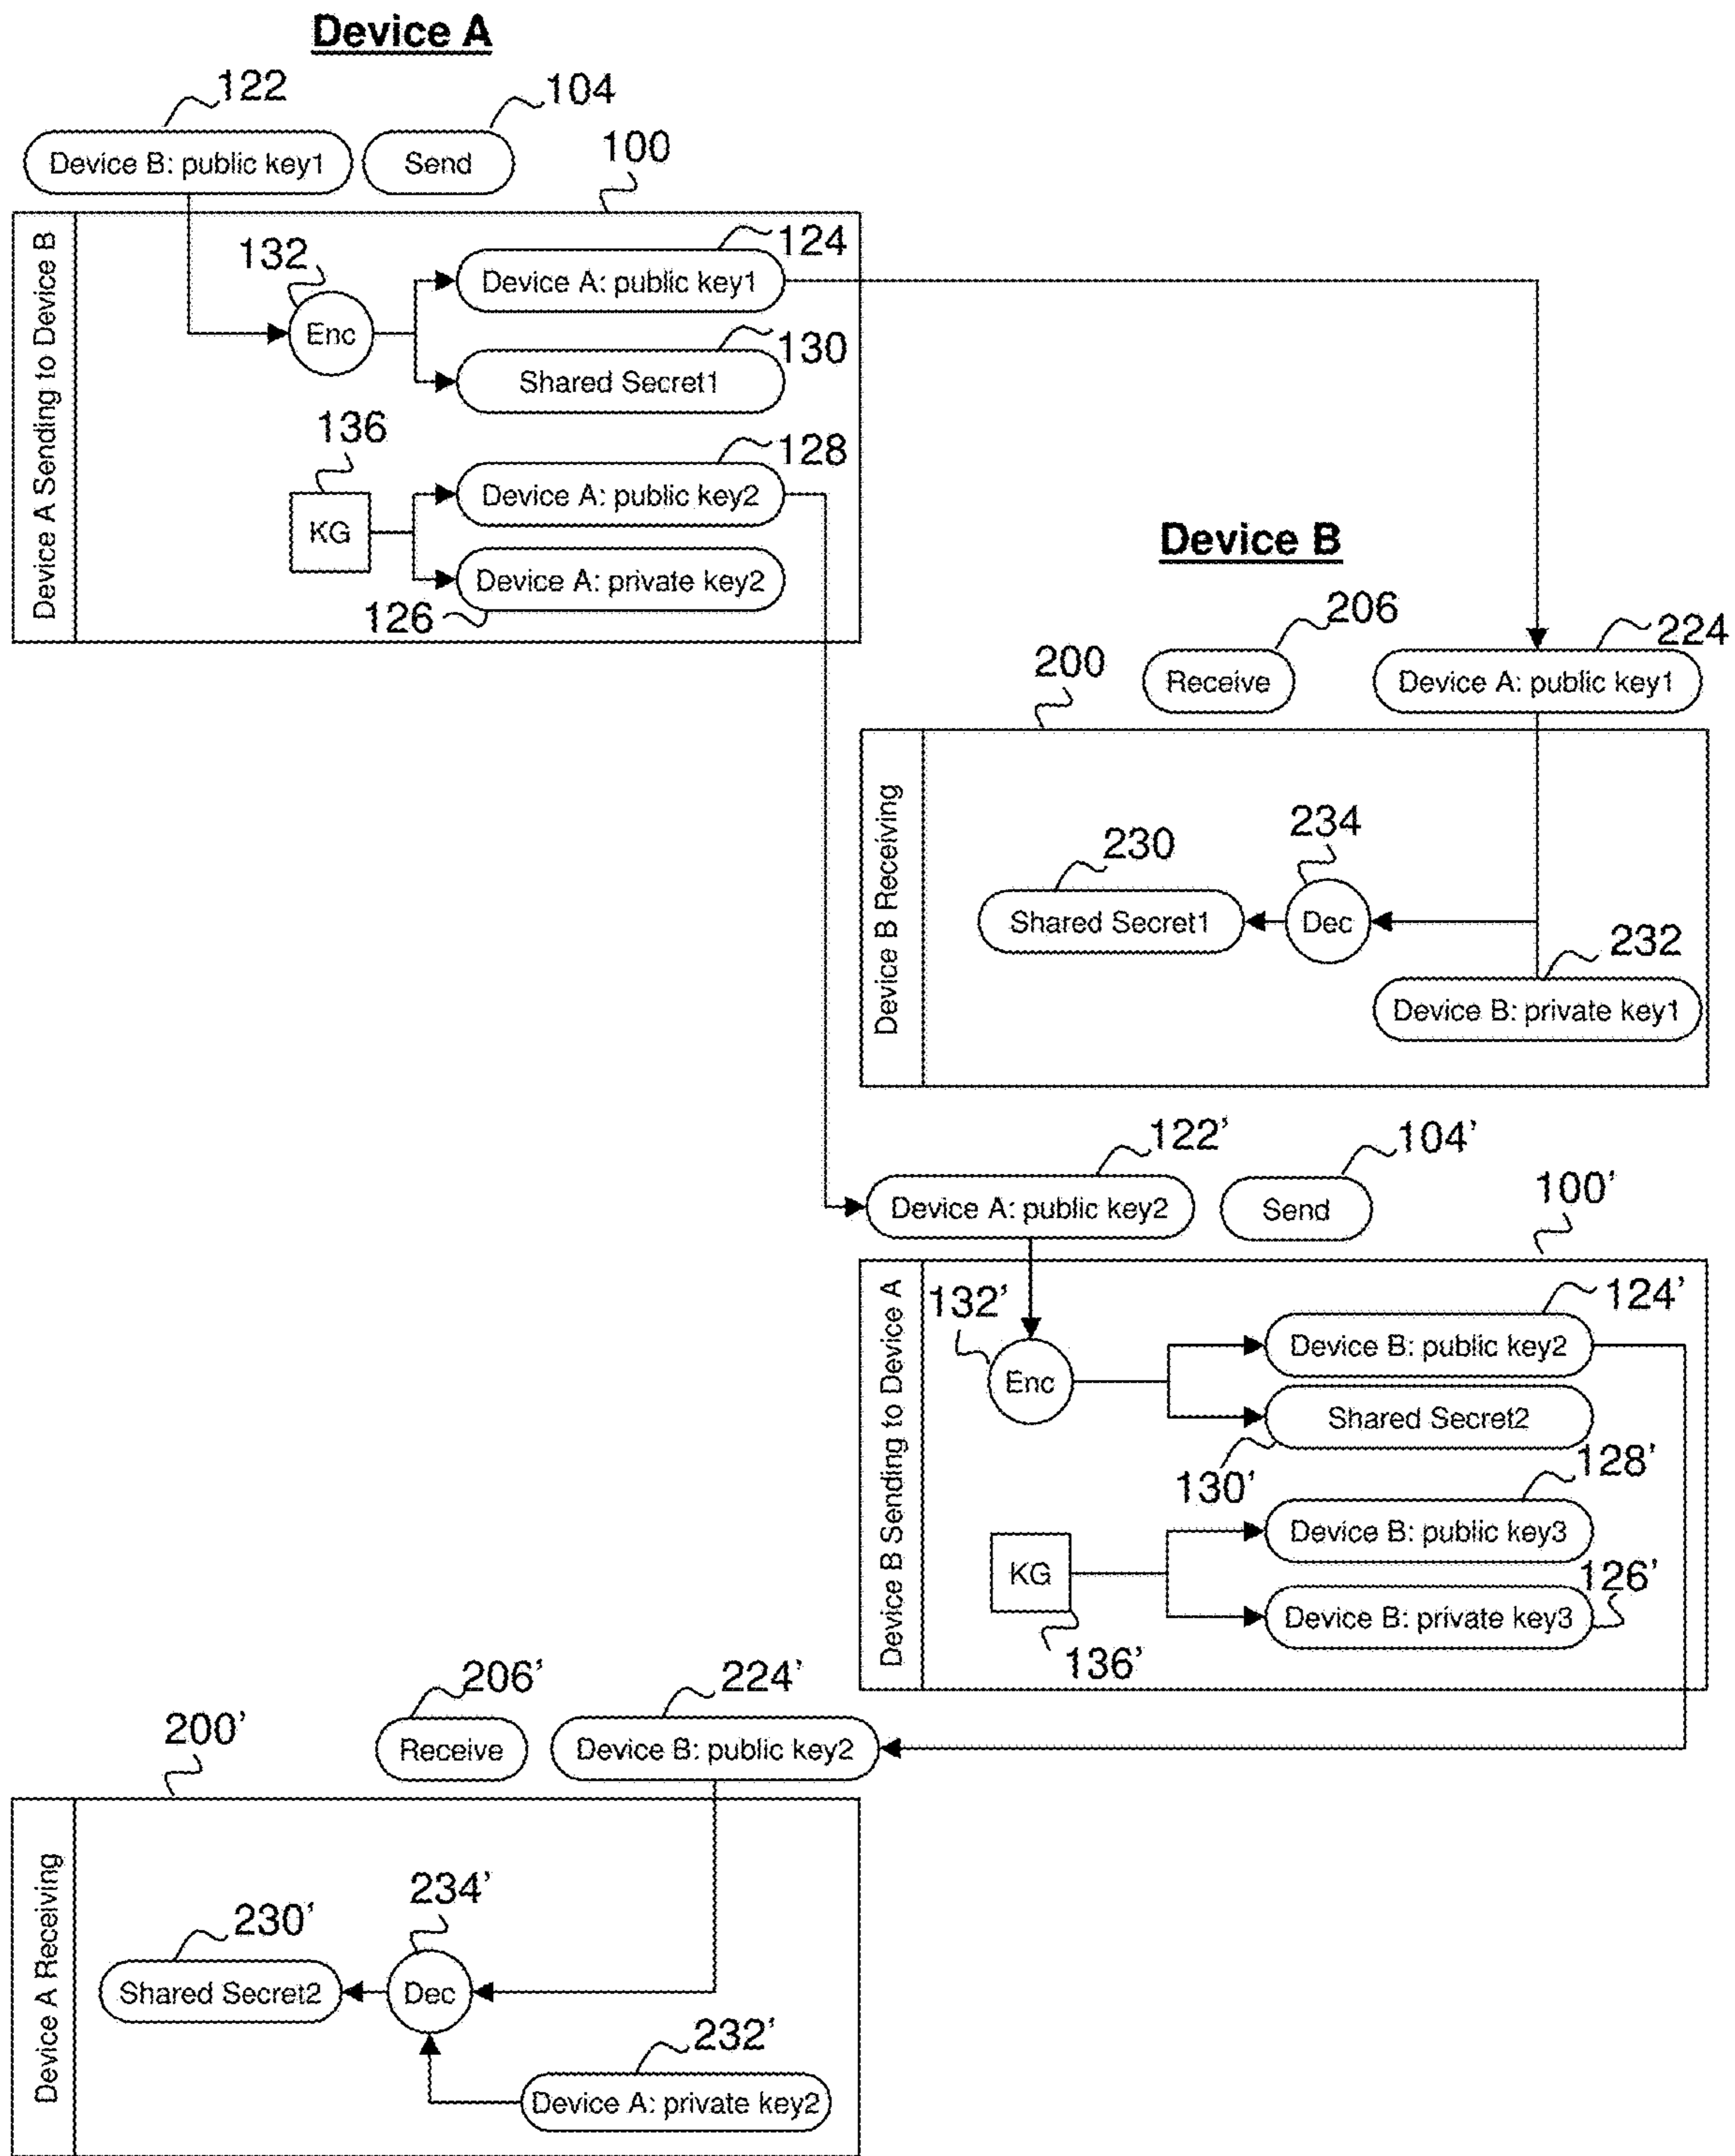 Device A
122
104
Device B: public key1
Send
100
Device A Sending to Device B
132
124
Enc
Device A: public key1
130
Shared Secret1
136
128
KG
Device A: public key2
Device A: private key2
126
Device B
206
224
200
Receive
Device A: public key1
Device B Receiving
230
234
Shared Secret1
Dec
232
Device B: private key1
122’
104’
Device A: public key2
Send
100’
Device B Sending to Device A
132’
124’
Enc
Device B: public key2
Shared Secret2
130’
128’
KG
Device B: public key3
126’
Device B: private key3
136’
206’
224’
200’
Receive
Device B: public key2
Device A Receiving
230’
234’
Shared Secret2
Dec
232’
Device A: private key2